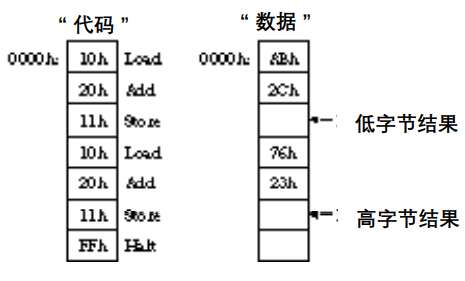 “代码” “数据”
0000h: 10h Load 0000h: ABh
20h Add 2Ch
11h Store 低字节结果
10h Load 76h
20h Add 23h
11h Store 高字节结果
FFh Halt